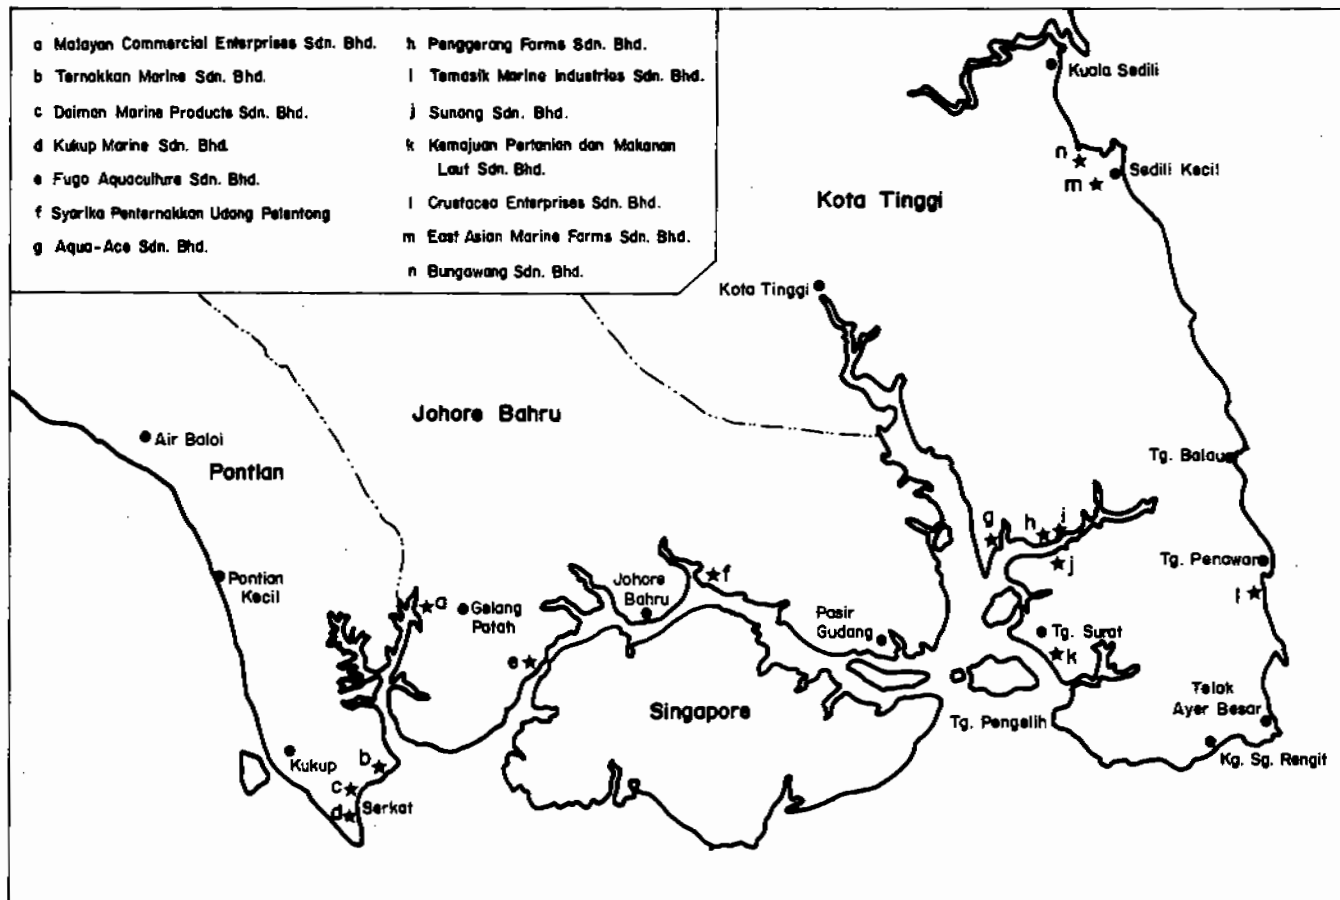 a Malayan Commercial Enterprises Sdn. Bhd.
b Ternakkan Marine Sdn. Bhd.
c Daiman Marine Products Sdn. Bhd.
d Kukup Marine Sdn. Bhd.
e Fugo Aquaculture Sdn. Bhd.
f Syarika Penternakkan Udang Pelentong
g Aqua-Ace Sdn. Bhd.
h Penggerang Farms Sdn. Bhd.
i Temasik Marine Industries Sdn. Bhd.
j Sunang Sdn. Bhd.
k Kemajuan Pertanian dan Makanan
Laut Sdn. Bhd.
l Crustacea Enterprises Sdn. Bhd.
m East Asian Marine Farms Sdn. Bhd.
n Bungawang Sdn. Bhd.
Kuala Sedili
n
Sedili Kecil
m
Kota Tinggi
Kota Tinggi
Johore Bahru
Air Baloi
Pontian
Tg. Balau
g
h
i
j
Tg. Penawar
l
Pontian
Kecil
a
Gelang
Patah
Johore
Bahru
f
Pasir
Gudang
Tg. Surat
k
e
Singapore
Tg. Pengelih
Telok
Ayer Besar
Kg. Sg. Rengit
Kukup
b
c
Serkat
d